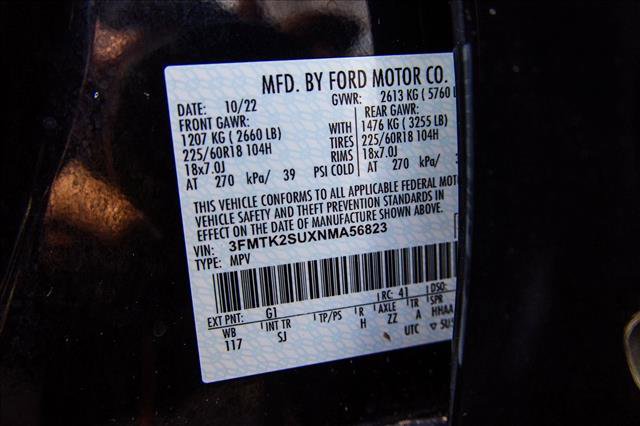 MFD. BY FORD MOTOR CO.
DATE: 10/22 GVWR: 2613 KG ( 5760 L
FRONT GAWR: REAR GAWR:
1207 KG ( 2660 LB) WITH 1476 KG ( 3255 LB)
225/60R18 104H TIRES 225/60R18 104H
18x7.0J RIMS 18x7.0J
AT 270 kPa/ 39 PSI COLD AT 270 kPa/
THIS VEHICLE CONFORMS TO ALL APPLICABLE FEDERAL MOT
VEHICLE SAFETY AND THEFT PREVENTION STANDARDS IN
EFFECT ON THE DATE OF MANUFACTURE SHOWN ABOVE.
VIN: 3FMTK2SUXNMA56823
TYPE: MPV
EXT PNT: G1 RC: 41 DSO:
WB INT TR TP/PS R AXLE TR SPR
117 SJ H ZZ A HHAA
UTC ▽ SU5